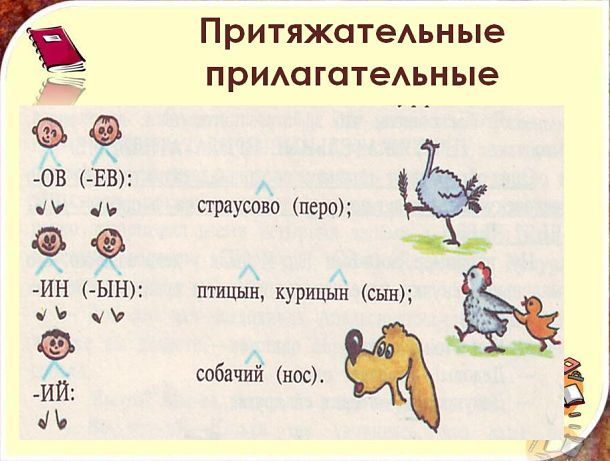 Притяжательные
прилагательные
-ОВ (-ЕВ):
страусово (перо);
-ИН (-ЫН):
птицын, курицын (сын);
собачий (нос).
-ИЙ: